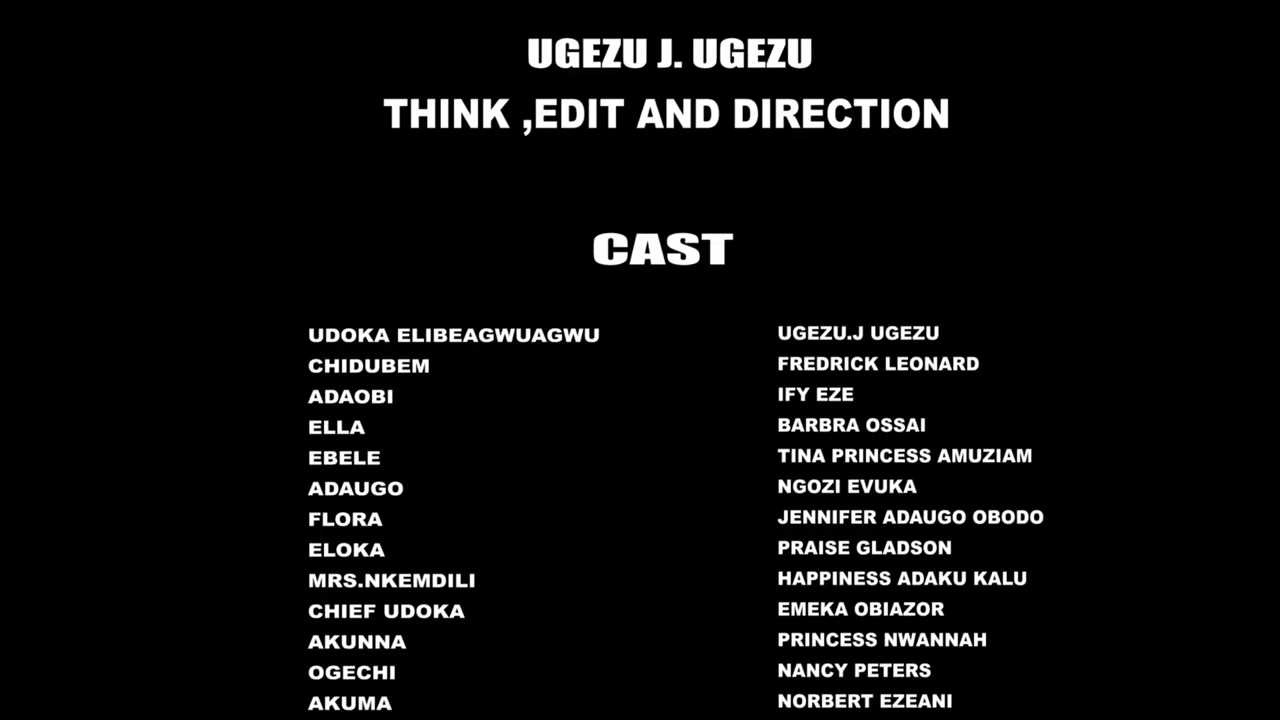 UGEZU J. UGEZU
THINK ,EDIT AND DIRECTION
CAST
UDOKA ELIBEAGWUAGWU UGEZU.J UGEZU
CHIDUBEM FREDRICK LEONARD
ADAOBI IFY EZE
ELLA BARBRA OSSAI
EBELE TINA PRINCESS AMUZIAM
ADAUGO NGOZI EVUKA
FLORA JENNIFER ADAUGO OBODO
ELOKA PRAISE GLADSON
MRS.NKEMDILI HAPPINESS ADAKU KALU
CHIEF UDOKA EMEKA OBIAZOR
AKUNNA PRINCESS NWANNAH
OGECHI NANCY PETERS
AKUMA NORBERT EZEANI